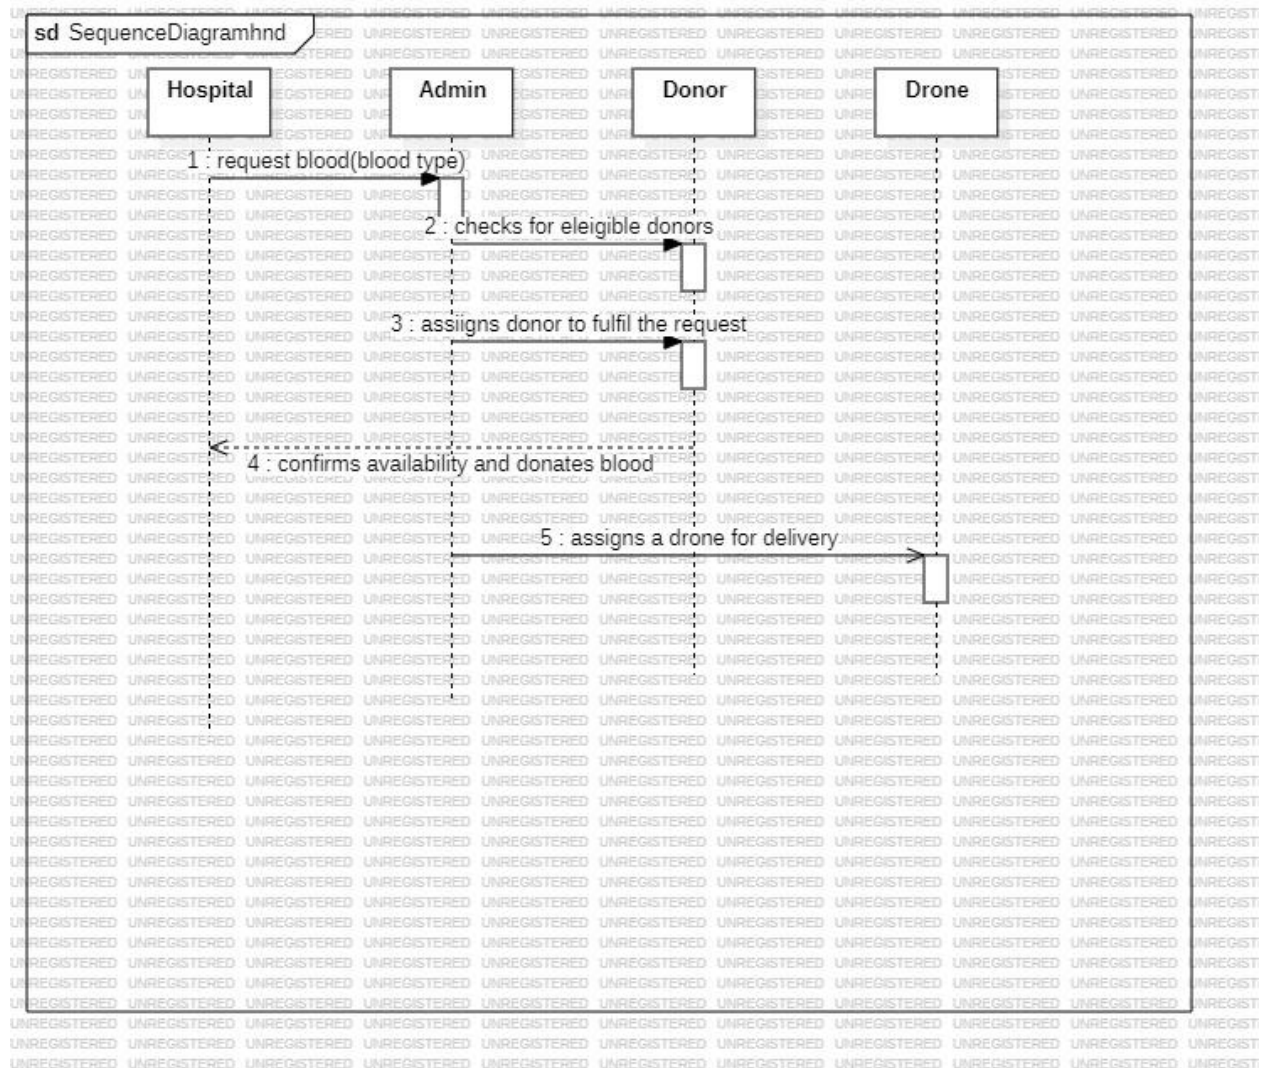 sd SequenceDiagramhnd
Hospital Admin Donor Drone
1 : request blood(blood type)
2 : checks for eleigible donors
3 : assiigns donor to fulfil the request
4 : confirms availability and donates blood
5 : assigns a drone for delivery
UNREGISTERED